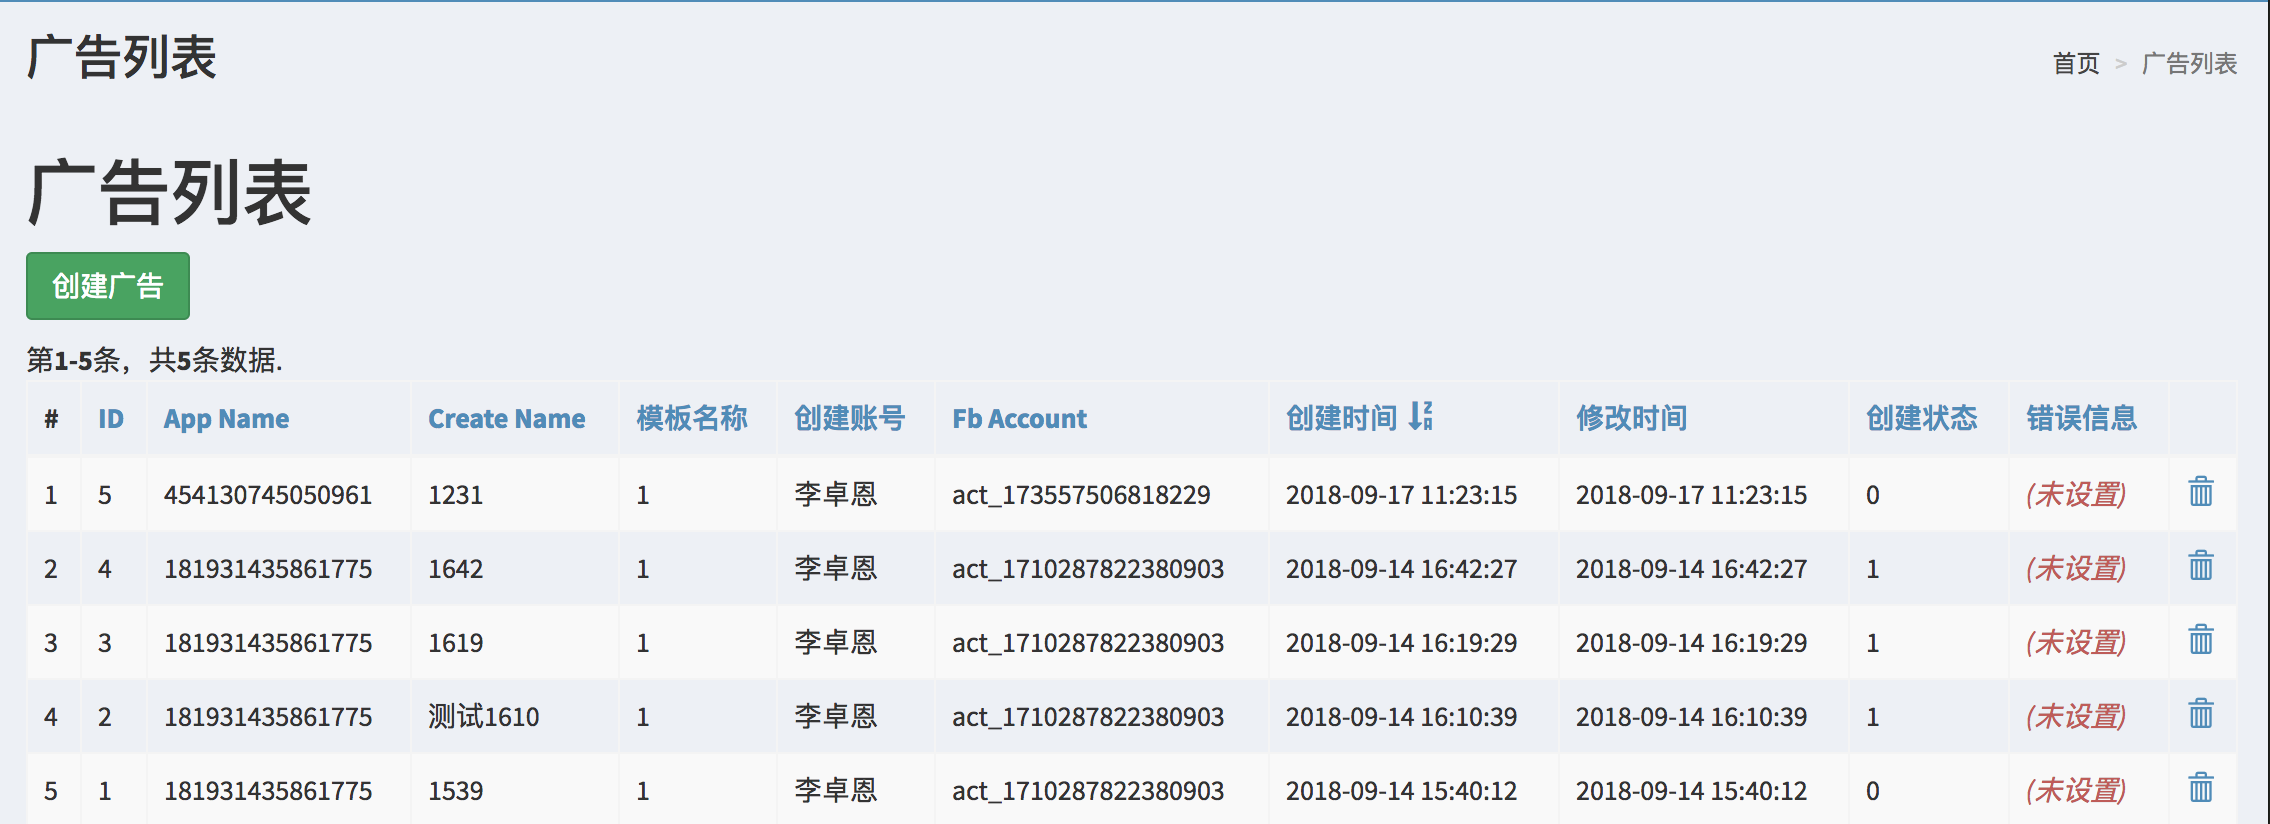 广告列表
首页 > 广告列表
广告列表
创建广告
第1-5条，共5条数据.
# ID App Name Create Name 模板名称 创建账号 Fb Account 创建时间 修改时间 创建状态 错误信息
1 5 454130745050961 1231 1 李卓恩 act_173557506818229 2018-09-17 11:23:15 2018-09-17 11:23:15 0 (未设置)
2 4 181931435861775 1642 1 李卓恩 act_1710287822380903 2018-09-14 16:42:27 2018-09-14 16:42:27 1 (未设置)
3 3 181931435861775 1619 1 李卓恩 act_1710287822380903 2018-09-14 16:19:29 2018-09-14 16:19:29 1 (未设置)
4 2 181931435861775 测试1610 1 李卓恩 act_1710287822380903 2018-09-14 16:10:39 2018-09-14 16:10:39 1 (未设置)
5 1 181931435861775 1539 1 李卓恩 act_1710287822380903 2018-09-14 15:40:12 2018-09-14 15:40:12 0 (未设置)